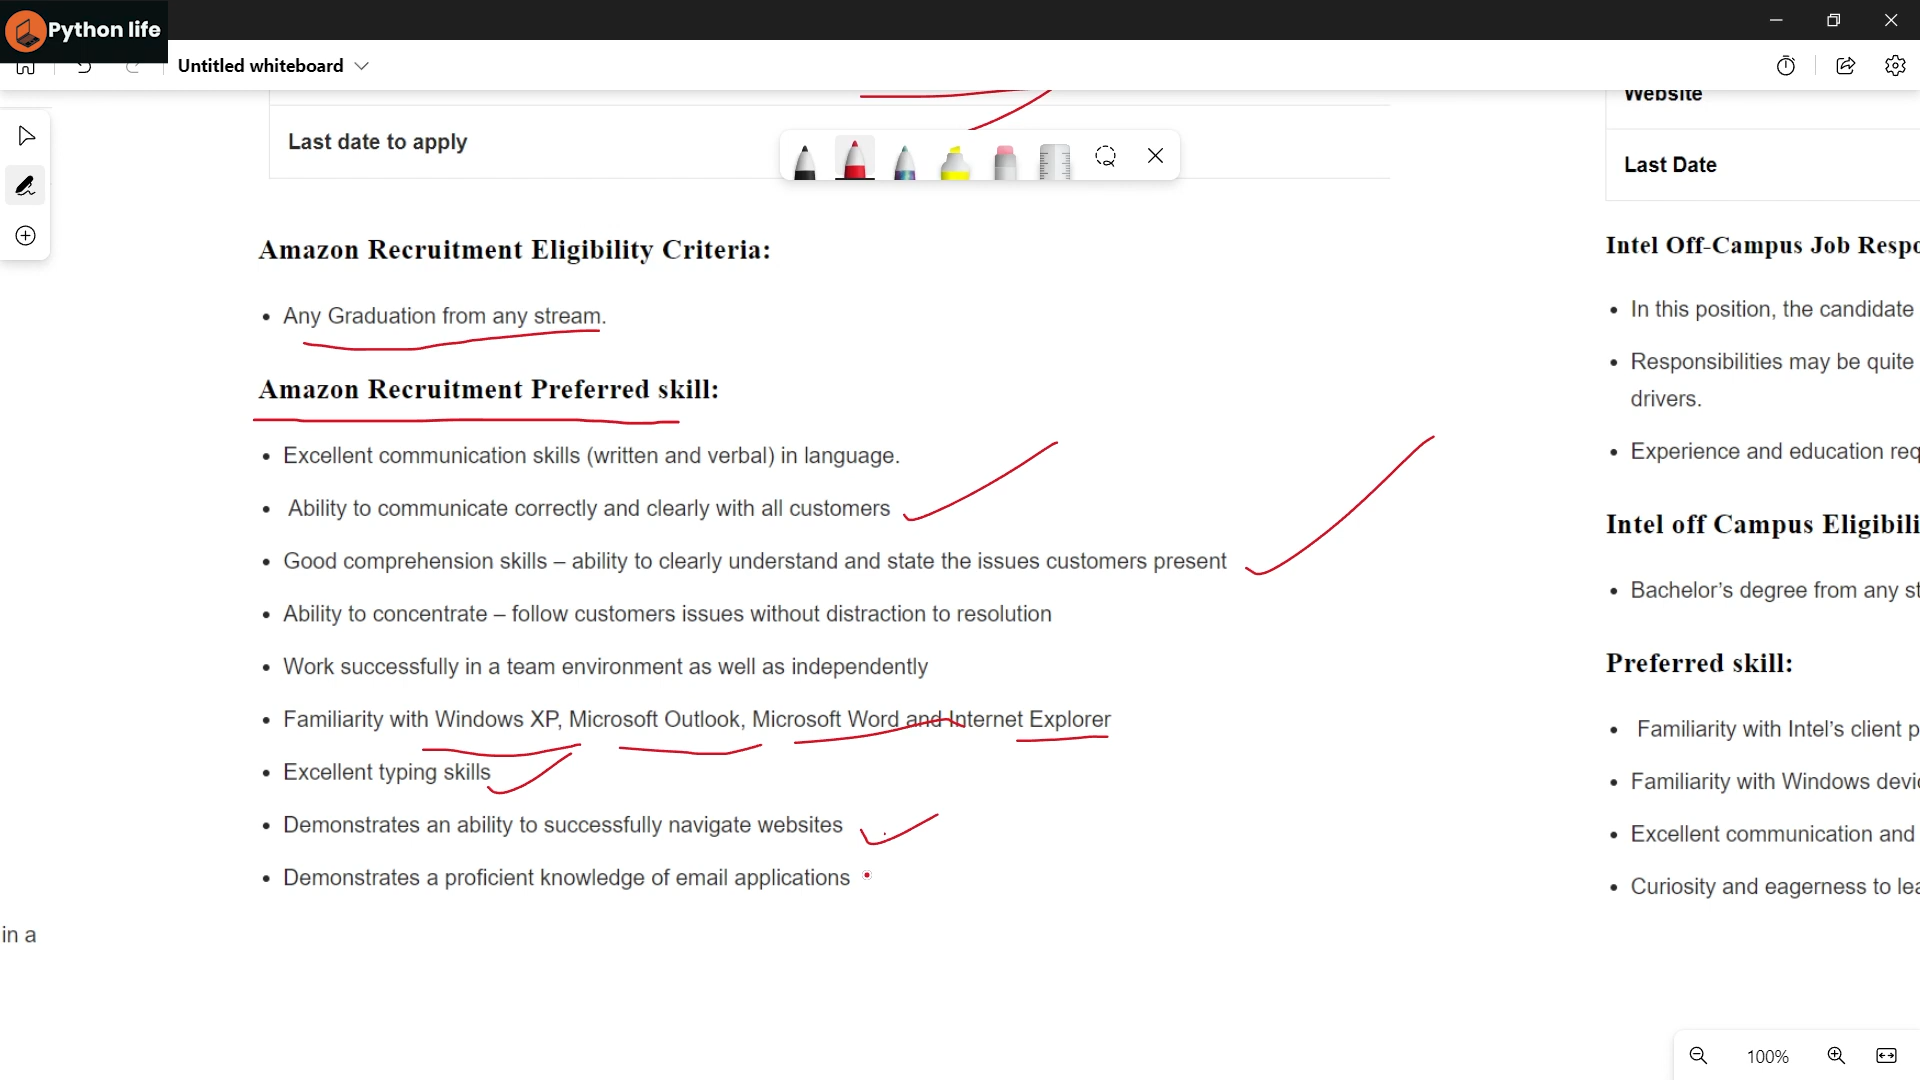 Python life
Untitled whiteboard
Last date to apply
Amazon Recruitment Eligibility Criteria:
• Any Graduation from any stream.
Amazon Recruitment Preferred skill:
• Excellent communication skills (written and verbal) in language.
• Ability to communicate correctly and clearly with all customers
• Good comprehension skills – ability to clearly understand and state the issues customers present
• Ability to concentrate – follow customers issues without distraction to resolution
• Work successfully in a team environment as well as independently
• Familiarity with Windows XP, Microsoft Outlook, Microsoft Word and Internet Explorer
• Excellent typing skills
• Demonstrates an ability to successfully navigate websites
• Demonstrates a proficient knowledge of email applications
in a
Website
Last Date
Intel Off-Campus Job Respo
• In this position, the candidate
• Responsibilities may be quite
drivers.
• Experience and education req
Intel off Campus Eligibili
• Bachelor's degree from any st
Preferred skill:
• Familiarity with Intel's client p
• Familiarity with Windows devic
• Excellent communication and
• Curiosity and eagerness to lea
100%